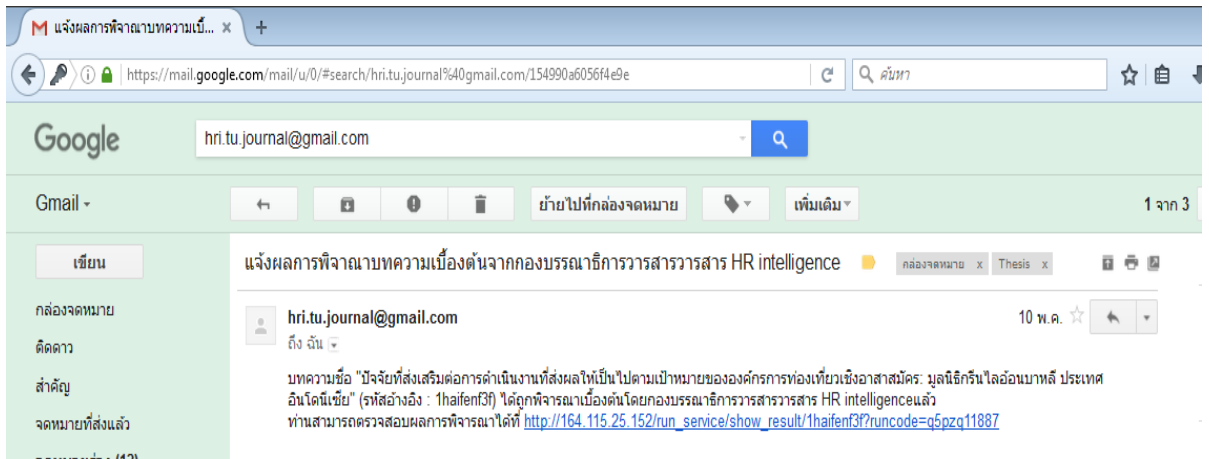 แจ้งผลการพิจาณาบทความเบื้... x +
https://mail.google.com/mail/u/0/#search/hri.tu.journal%40gmail.com/154990a6056f4e9e ค้นหา
Google hri.tu.journal@gmail.com
Gmail ย้ายไปที่กล่องจดหมาย เพิ่มเติม 1 จาก 3
เขียน
แจ้งผลการพิจาณาบทความเบื้องต้นจากกองบรรณาธิการวารสารวารสาร HR intelligence กล่องจดหมาย x Thesis x
กล่องจดหมาย
ติดดาว
สำคัญ
จดหมายที่ส่งแล้ว
hri.tu.journal@gmail.com 10 พ.ค.
ถึง ฉัน
บทความชื่อ "ปัจจัยที่ส่งเสริมต่อการดำเนินงานที่ส่งผลให้เป็นไปตามเป้าหมายขององค์กรการท่องเที่ยวเชิงอาสาสมัคร: มูลนิธิกรีนไลอ้อนบาหลี ประเทศ
อินโดนีเซีย" (รหัสอ้างอิง : 1haifenf3f) ได้ถูกพิจารณาเบื้องต้นโดยกองบรรณาธิการวารสารวารสาร HR intelligenceแล้ว
ท่านสามารถตรวจสอบผลการพิจารณาได้ที่ http://164.115.25.152/run_service/show_result/1haifenf3f?runcode=q5pzq11887